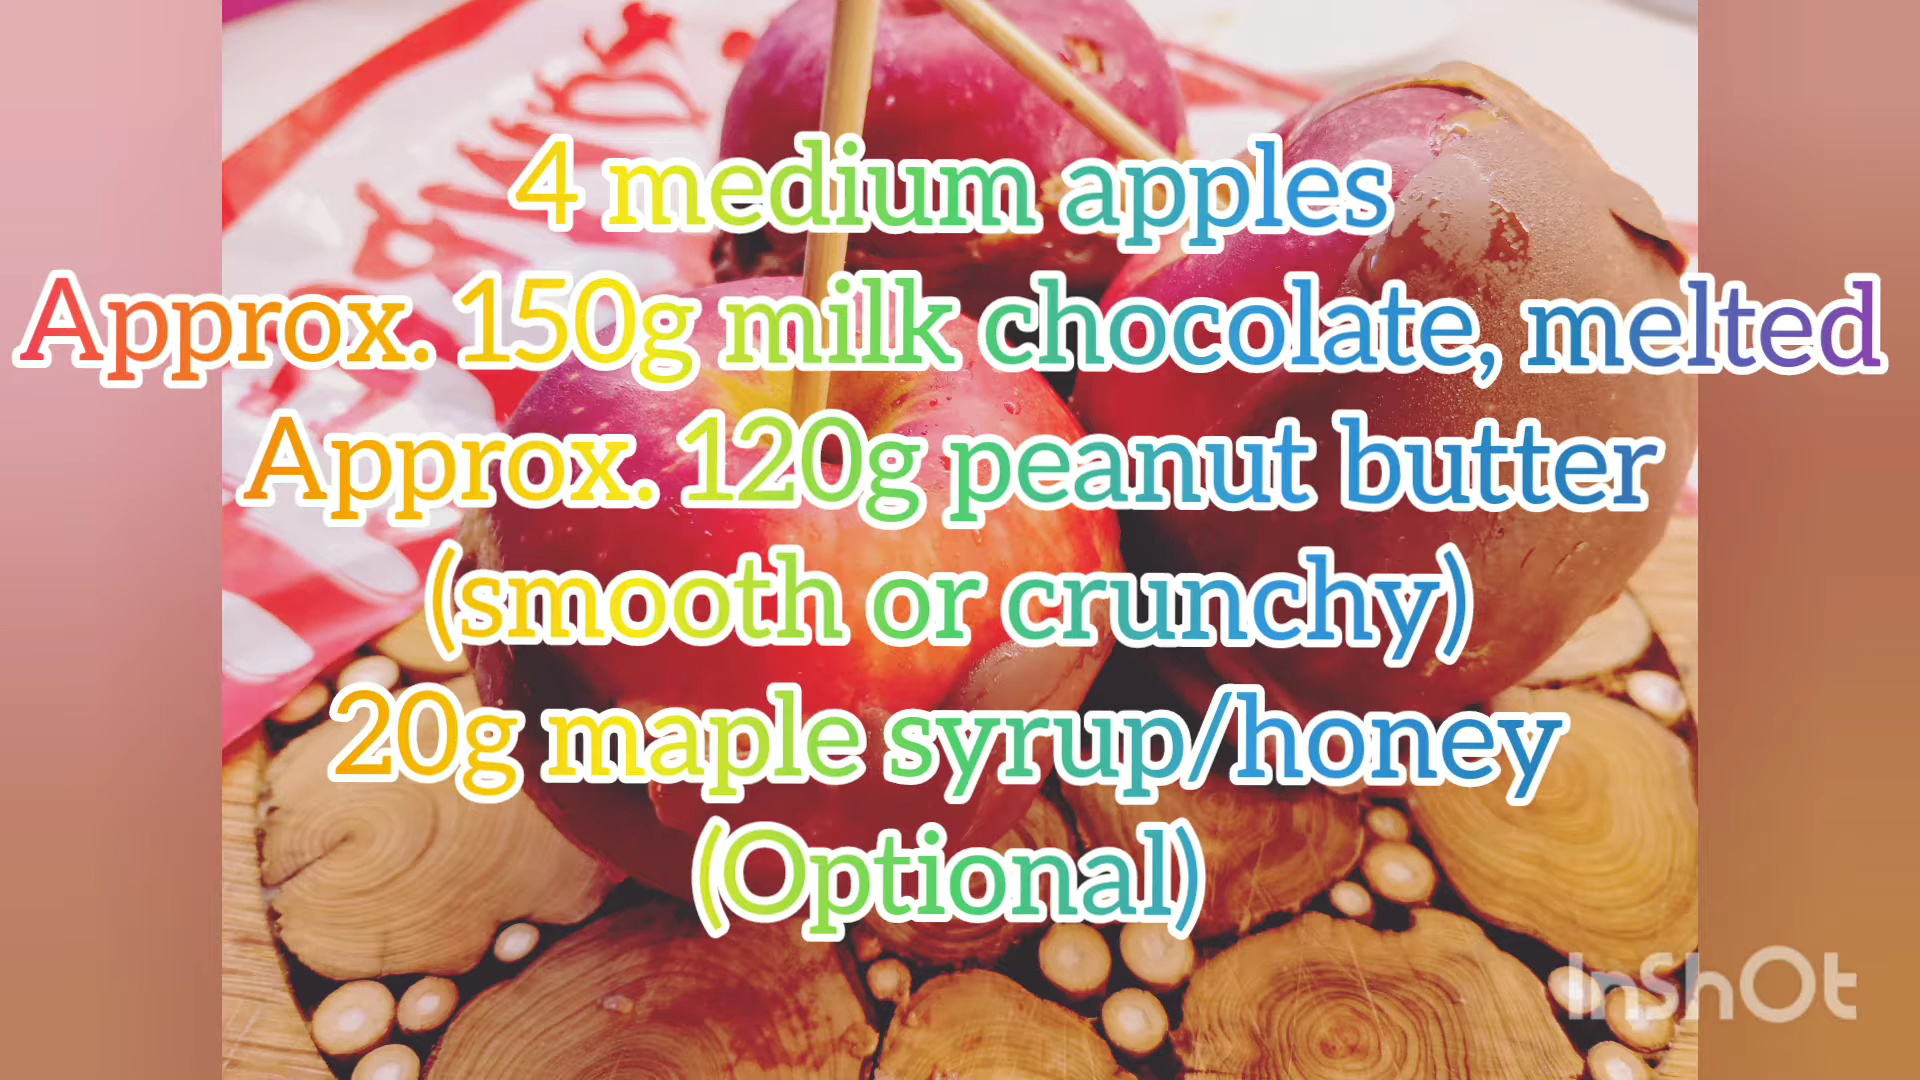 4 medium apples
Approx. 150g milk chocolate, melted
Approx. 120g peanut butter
(smooth or crunchy)
20g maple syrup/honey
(Optional)
InShOt